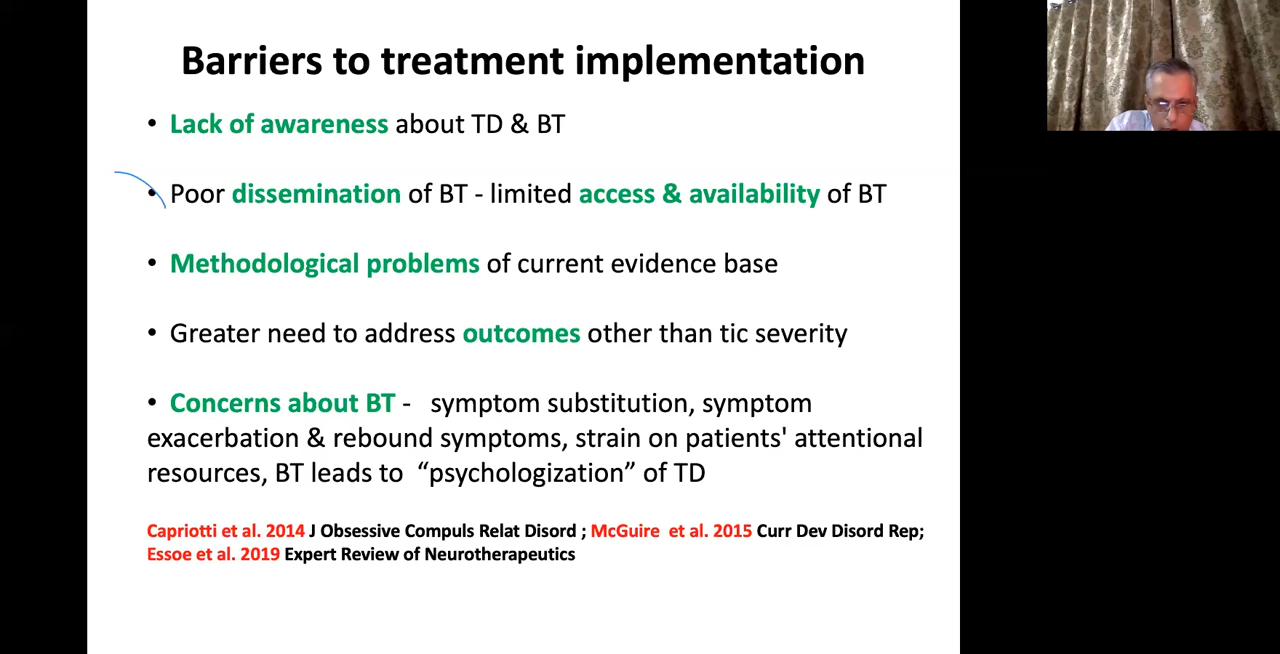 Barriers to treatment implementation
• Lack of awareness about TD & BT
• Poor dissemination of BT - limited access & availability of BT
• Methodological problems of current evidence base
• Greater need to address outcomes other than tic severity
• Concerns about BT - symptom substitution, symptom
exacerbation & rebound symptoms, strain on patients' attentional
resources, BT leads to “psychologization” of TD
Capriotti et al. 2014 J Obsessive Compuls Relat Disord ; McGuire et al. 2015 Curr Dev Disord Rep;
Essoe et al. 2019 Expert Review of Neurotherapeutics